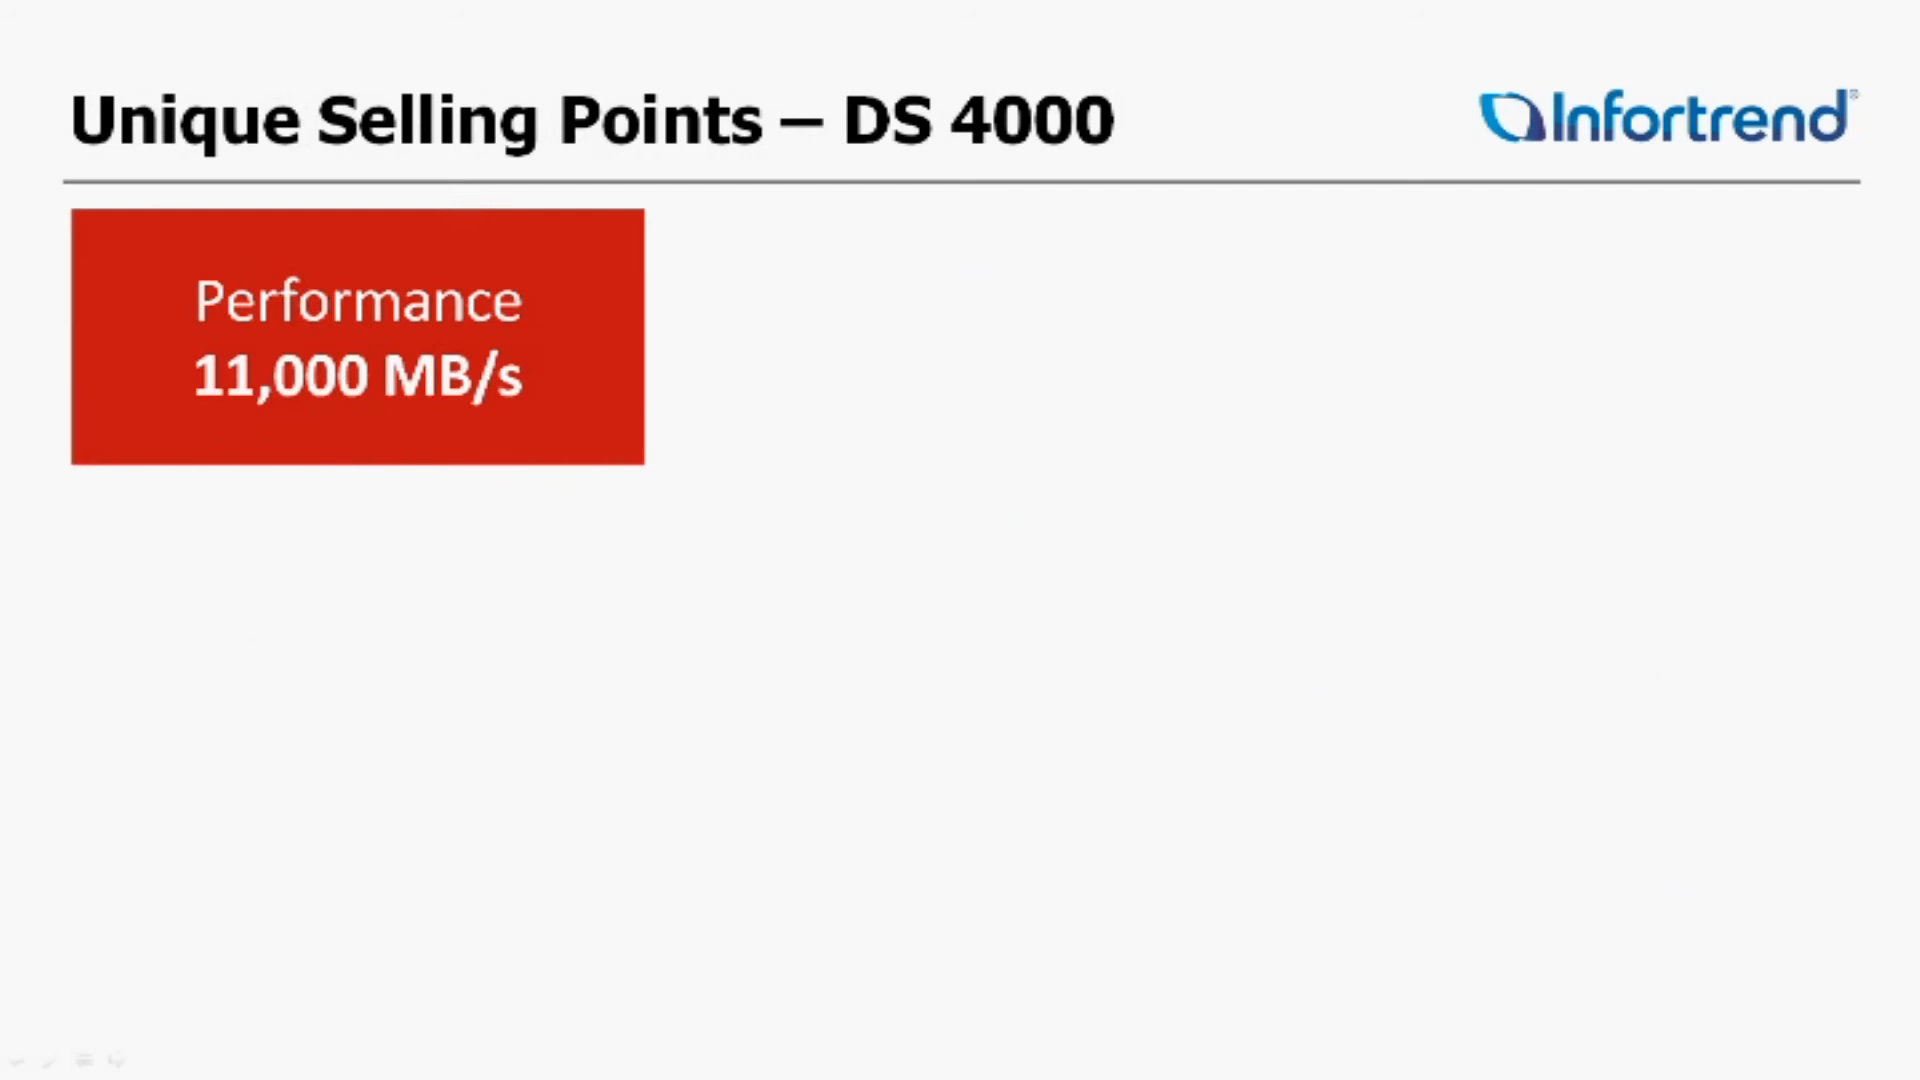 Unique Selling Points – DS 4000
Infortrend®
Performance
11,000 MB/s